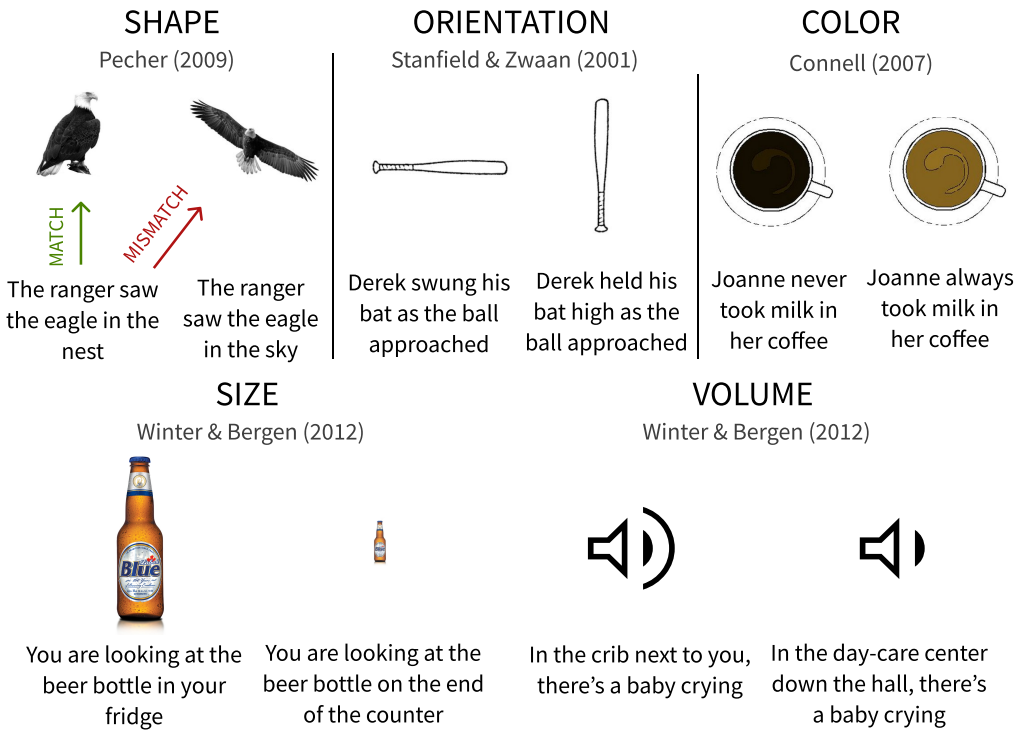 SHAPE
Pecher (2009)
MATCH
MISMATCH
The ranger saw
the eagle in the
nest
The ranger
saw the eagle
in the sky
ORIENTATION
Stanfield & Zwaan (2001)
Derek swung his
bat as the ball
approached
Derek held his
bat high as the
ball approached
COLOR
Connell (2007)
Joanne never
took milk in
her coffee
Joanne always
took milk in
her coffee
SIZE
Winter & Bergen (2012)
Blue
You are looking at the
beer bottle in your
fridge
You are looking at the
beer bottle on the end
of the counter
VOLUME
Winter & Bergen (2012)
In the crib next to you,
there’s a baby crying
In the day-care center
down the hall, there’s
a baby crying